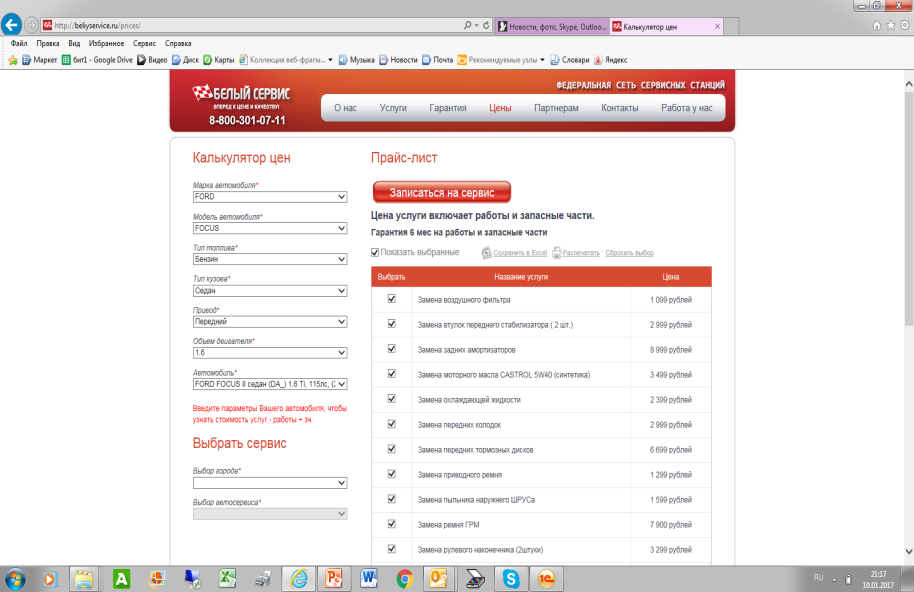 http://beliyservice.ru/prices/
Новости, фото, Skype, Outloo...
Калькулятор цен
Файл Правка Вид Избранное Сервис Справка
Маркет
бит1 - Google Drive
Видео
Диск
Карты
Коллекция веб-фрагм...
Музыка
Новости
Почта
Рекомендуемые узлы
Словари
Яндекс
БЕЛЫЙ СЕРВИС
ВПЕРЕД К ЦЕНЕ И КАЧЕСТВУ!
8-800-301-07-11
ФЕДЕРАЛЬНАЯ СЕТЬ СЕРВИСНЫХ СТАНЦИЙ
О нас Услуги Гарантия Цены Партнерам Контакты Работа у нас
Калькулятор цен
Марка автомобиля*
FORD
Модель автомобиля*
FOCUS
Тип топлива*
Бензин
Тип кузова*
Седан
Привод*
Передний
Объем двигателя*
1.6
Автомобиль*
FORD FOCUS II седан (DA_) 1.6 Ti, 115лс, (2
Введите параметры Вашего автомобиля, чтобы
узнать стоимость услуг - работы + зч.
Выбрать сервис
Выбор города*
Выбор автосервиса*
Прайс-лист
Записаться на сервис
Цена услуги включает работы и запасные части.
Гарантия 6 мес на работы и запасные части
Показать выбранные Сохранить в Excel Распечатать Сбросить выбор
Выбрать Название услуги Цена
Замена воздушного фильтра 1 099 рублей
Замена втулок переднего стабилизатора ( 2 шт.) 2 999 рублей
Замена задних амортизаторов 8 999 рублей
Замена моторного масла CASTROL 5W40 (синтетика) 3 499 рублей
Замена охлаждающей жидкости 2 399 рублей
Замена передних колодок 2 999 рублей
Замена передних тормозных дисков 6 699 рублей
Замена приводного ремня 1 299 рублей
Замена пыльника наружнего ШРУСа 1 599 рублей
Замена ремня ГРМ 7 900 рублей
Замена рулевого наконечника (2штуки) 3 299 рублей
RU
21:17
10.01.2017